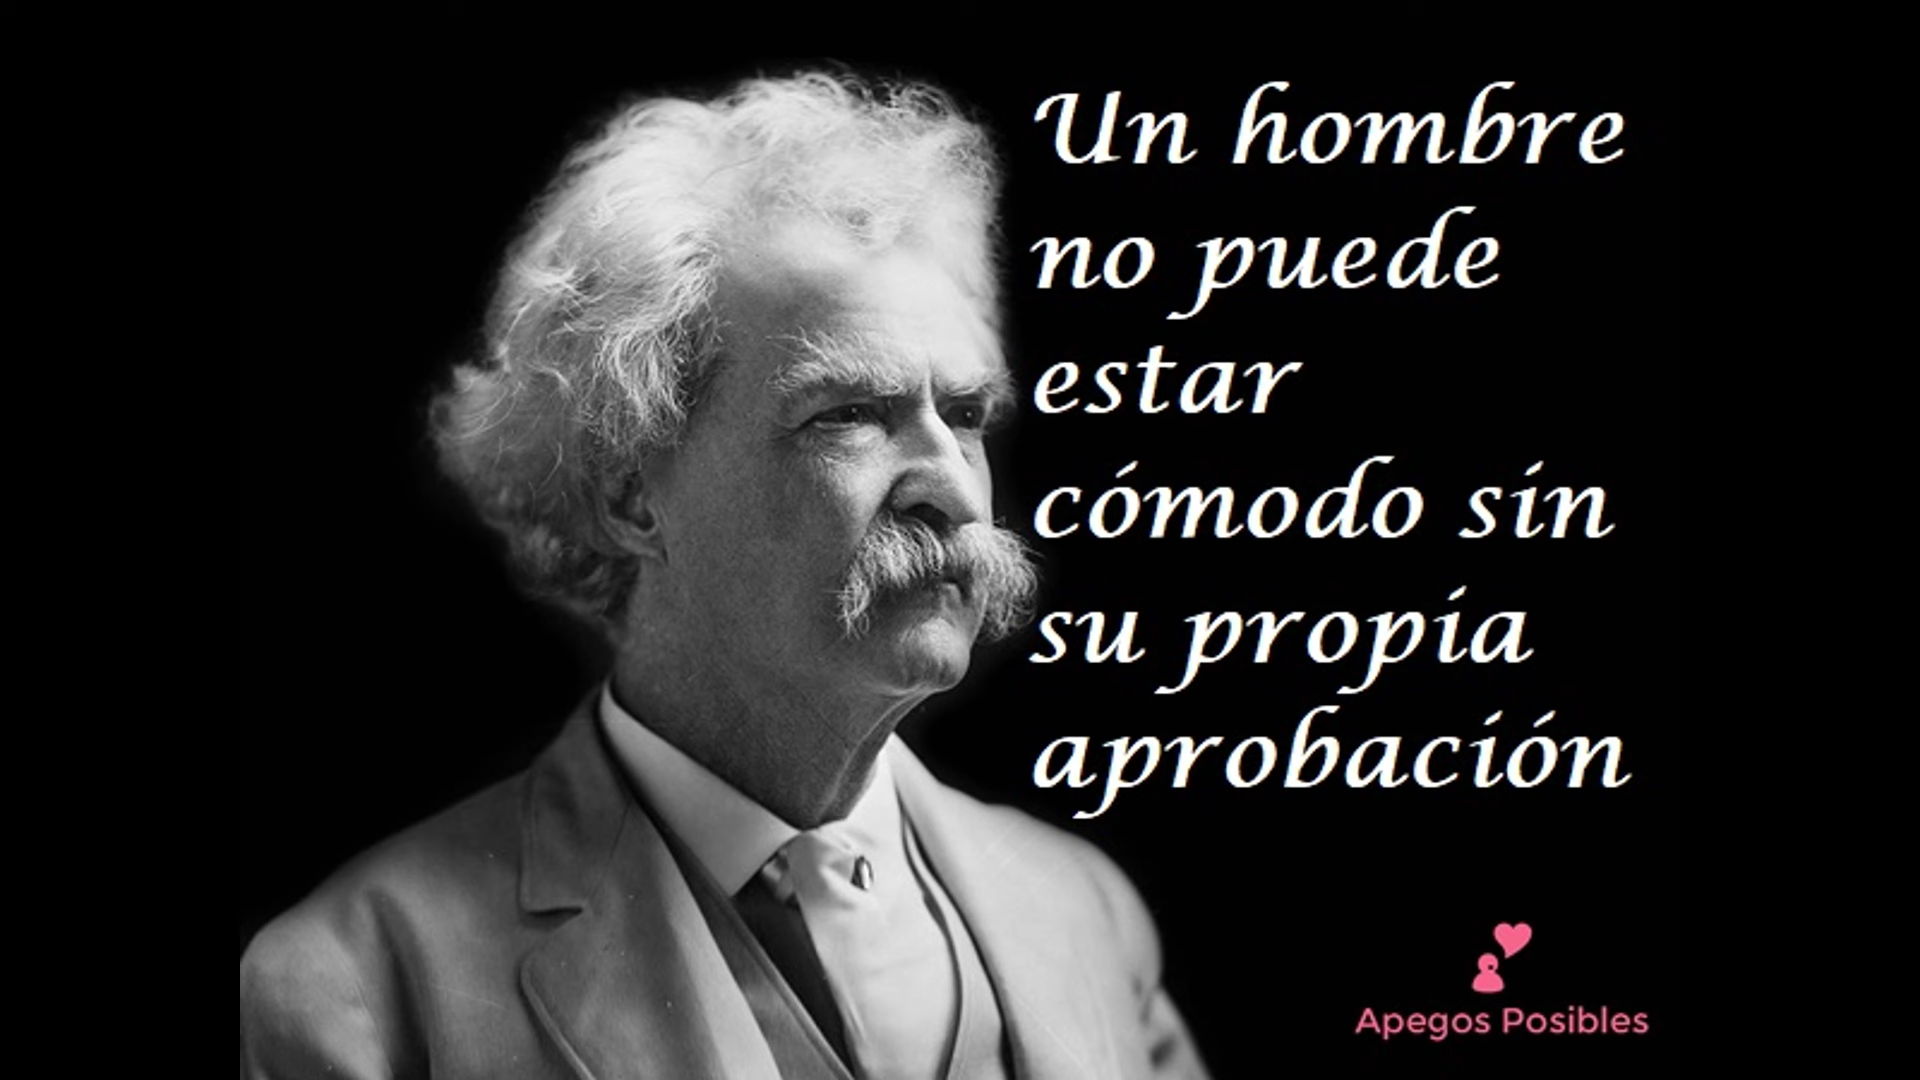 Un hombre
no puede
estar
cómodo sin
su propia
aprobación
Apegos Posibles